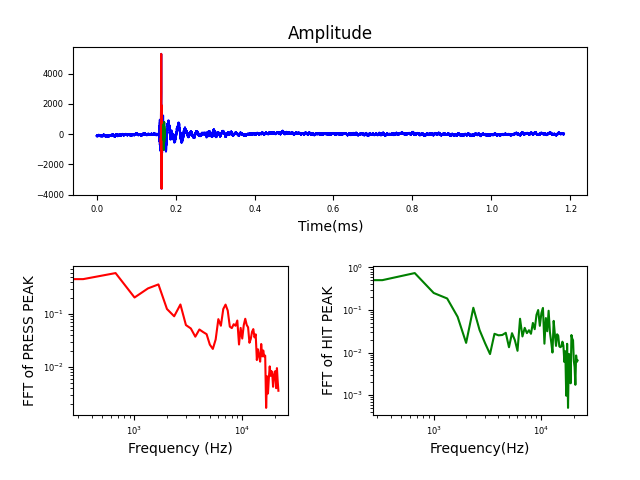 Amplitude
4000
2000
0
−2000
−4000
0.0 0.2 0.4 0.6 0.8 1.0 1.2
Time(ms)
FFT of PRESS PEAK
10⁻¹
10⁻²
10³ 10⁴
Frequency (Hz)
FFT of HIT PEAK
10⁰
10⁻¹
10⁻²
10⁻³
10³ 10⁴
Frequency(Hz)